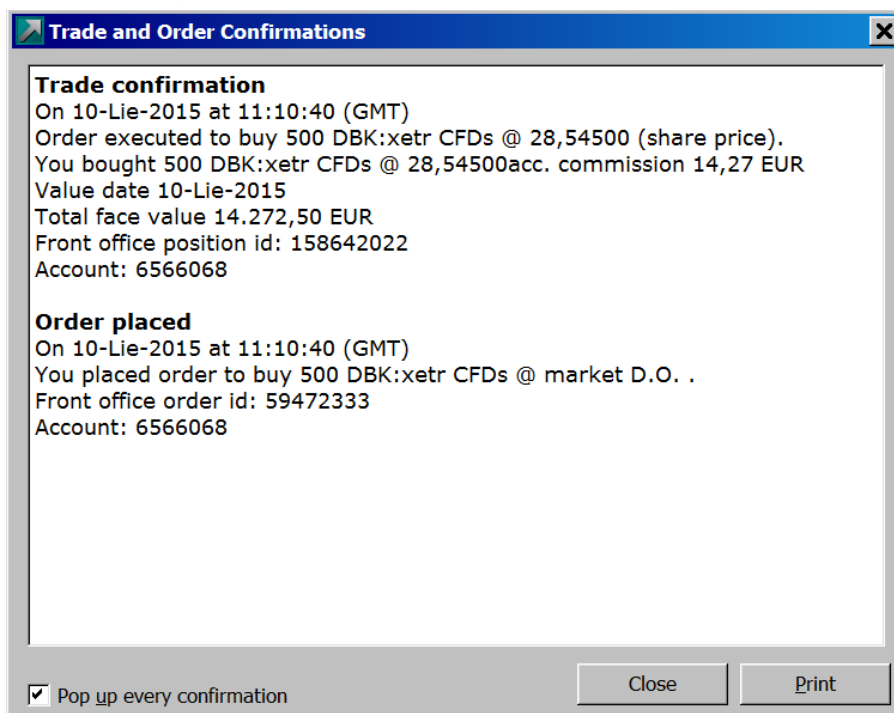 Trade and Order Confirmations
Trade confirmation
On 10-Lie-2015 at 11:10:40 (GMT)
Order executed to buy 500 DBK:xetr CFDs @ 28,54500 (share price).
You bought 500 DBK:xetr CFDs @ 28,54500acc. commission 14,27 EUR
Value date 10-Lie-2015
Total face value 14.272,50 EUR
Front office position id: 158642022
Account: 6566068
Order placed
On 10-Lie-2015 at 11:10:40 (GMT)
You placed order to buy 500 DBK:xetr CFDs @ market D.O. .
Front office order id: 59472333
Account: 6566068
Pop up every confirmation
Close
Print